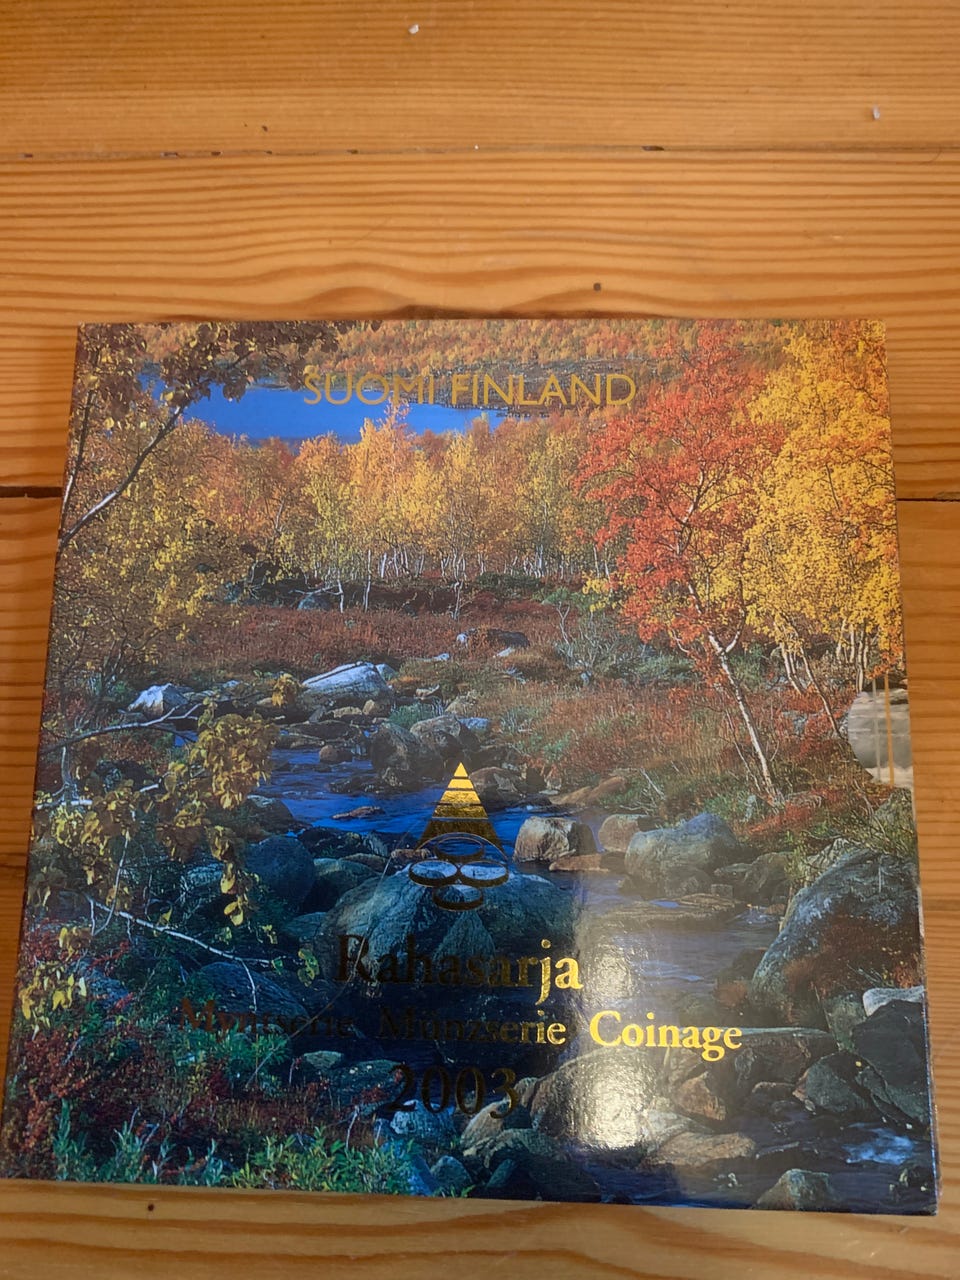 SUOMI FINLAND
Rahasarja
Myntserie Münzserie Coinage
2003